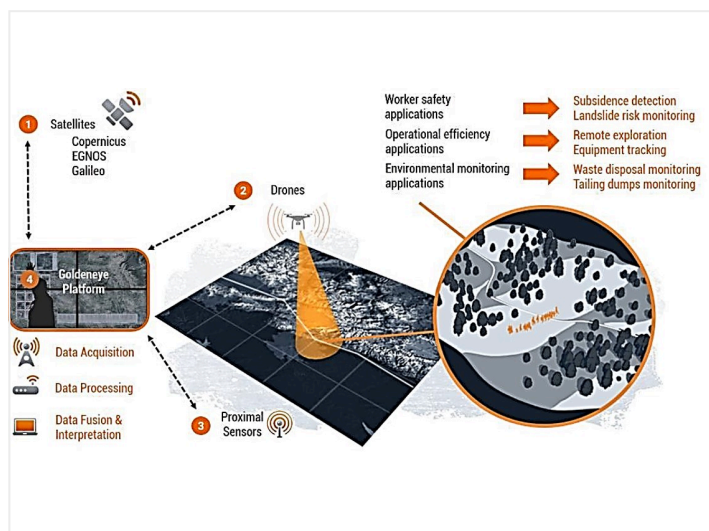 1 Satellites
Copernicus
EGNOS
Galileo
2 Drones
Worker safety
applications
Subsidence detection
Landslide risk monitoring
Operational efficiency
applications
Remote exploration
Equipment tracking
Environmental monitoring
applications
Waste disposal monitoring
Tailing dumps monitoring
4 Goldeneye
Platform
Data Acquisition
Data Processing
Data Fusion &
Interpretation
3 Proximal
Sensors